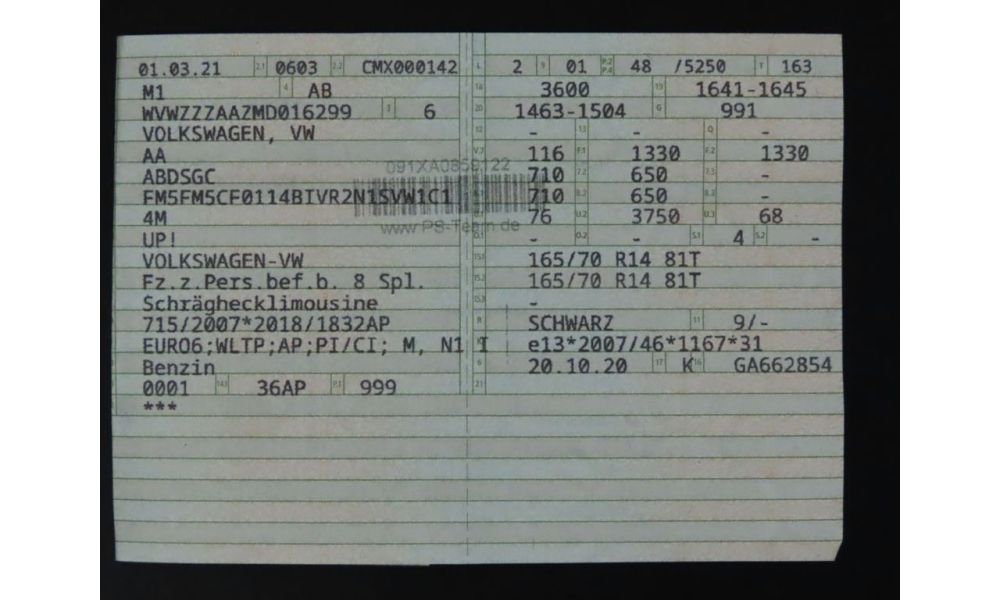 01.03.21 2.1 0603 2.2 CMX000142 L 2 9 01 P.2 P.4 48 /5250 T 163
M1 4 AB 18 3600 19 1641-1645
WVWZZZAAZMD016299 3 6 20 1463-1504 G 991
VOLKSWAGEN, VW 12 - 13 - Q -
AA V.7 116 F.1 1330 F.2 1330
ABDSGC 710 7.2 650 7.3 -
FM5FM5CF0114BIVR2N1SVW1C1 710 8.2 650 8.3 -
4M 76 U.2 3750 U.3 68
UP! O.1 - O.2 - S.1 4 S.2 -
VOLKSWAGEN-VW 15.1 165/70 R14 81T
Fz.z.Pers.bef.b. 8 Spl. 15.2 165/70 R14 81T
Schräghecklimousine 15.3 -
715/2007*2018/1832AP R SCHWARZ 11 9/-
EURO6;WLTP;AP;PI/CI; M, N1 I K e13*2007/46*1167*31
Benzin 6 20.10.20 17 K 16 GA662854
0001 14.1 36AP P.1 999 21
***
091XA0859122
www.PS-Team.de